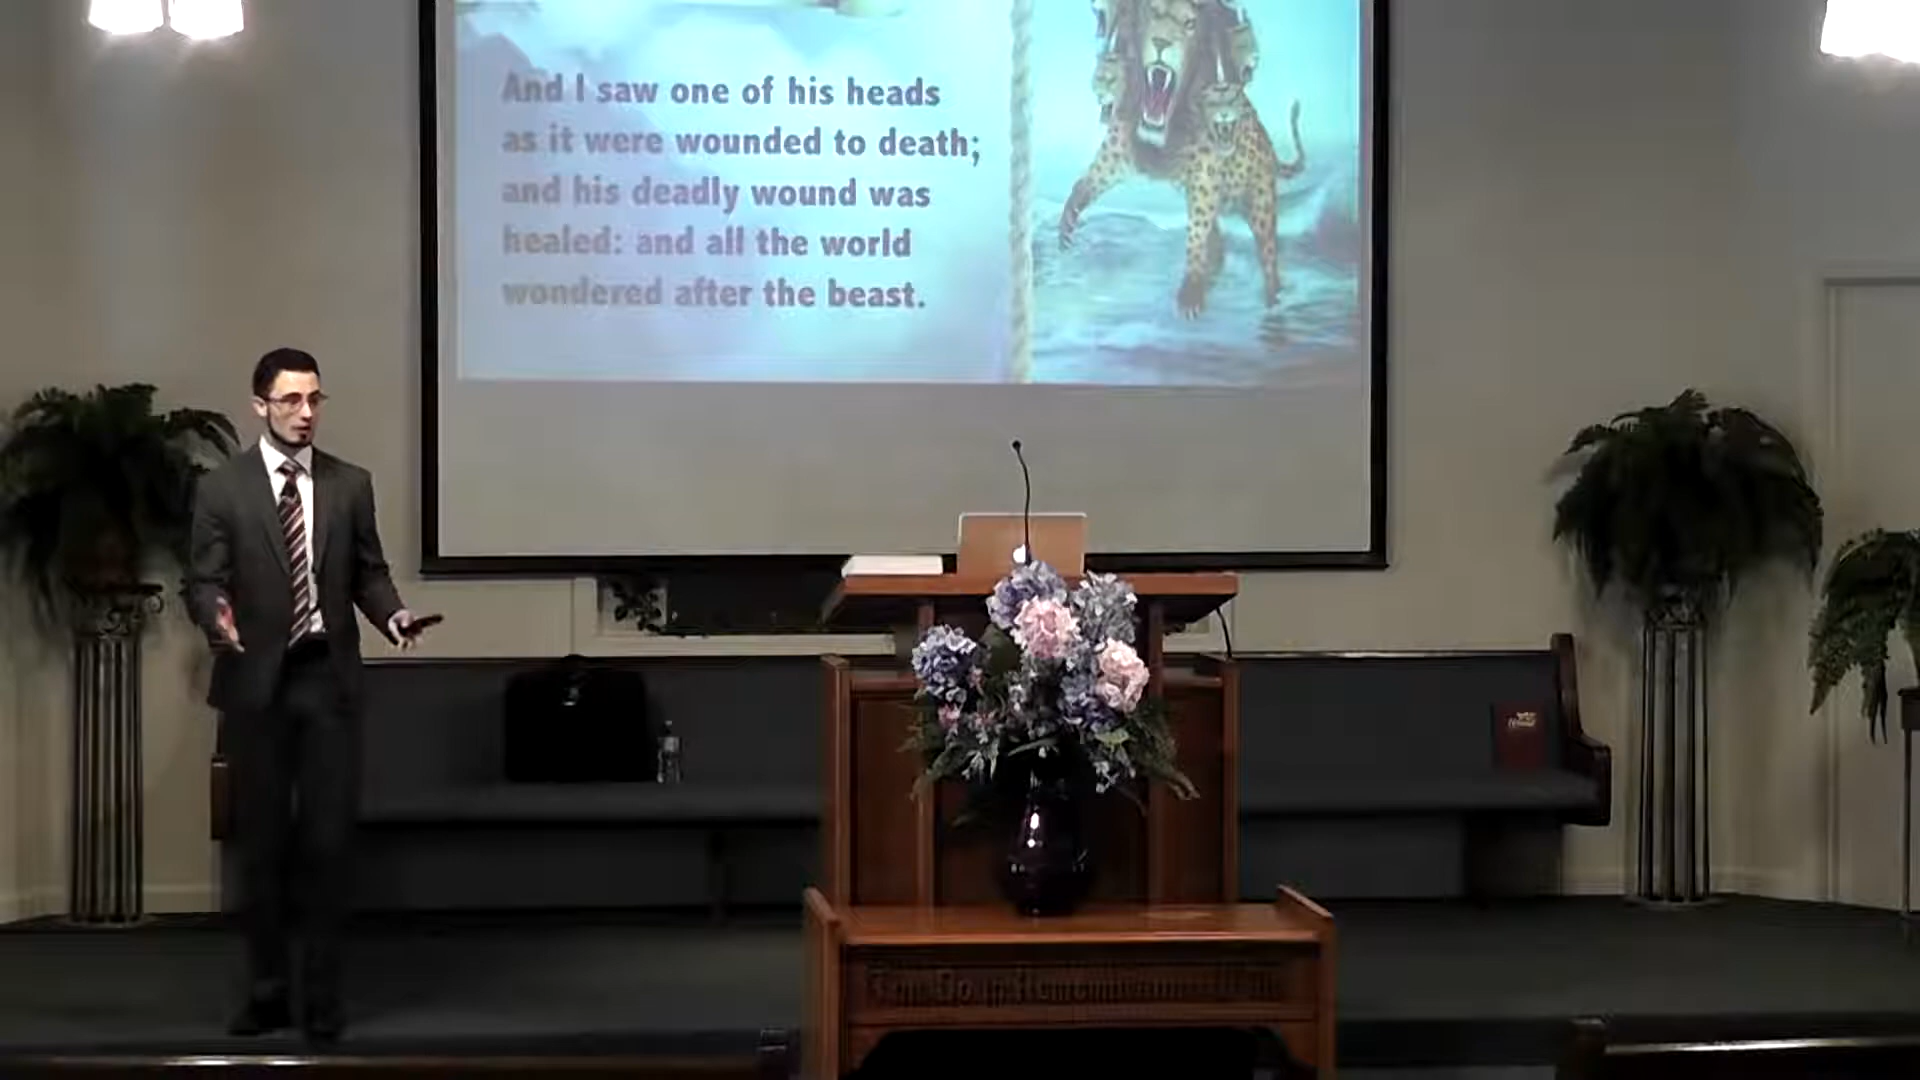 And I saw one of his heads
as it were wounded to death;
and his deadly wound was
healed: and all the world
wondered after the beast.